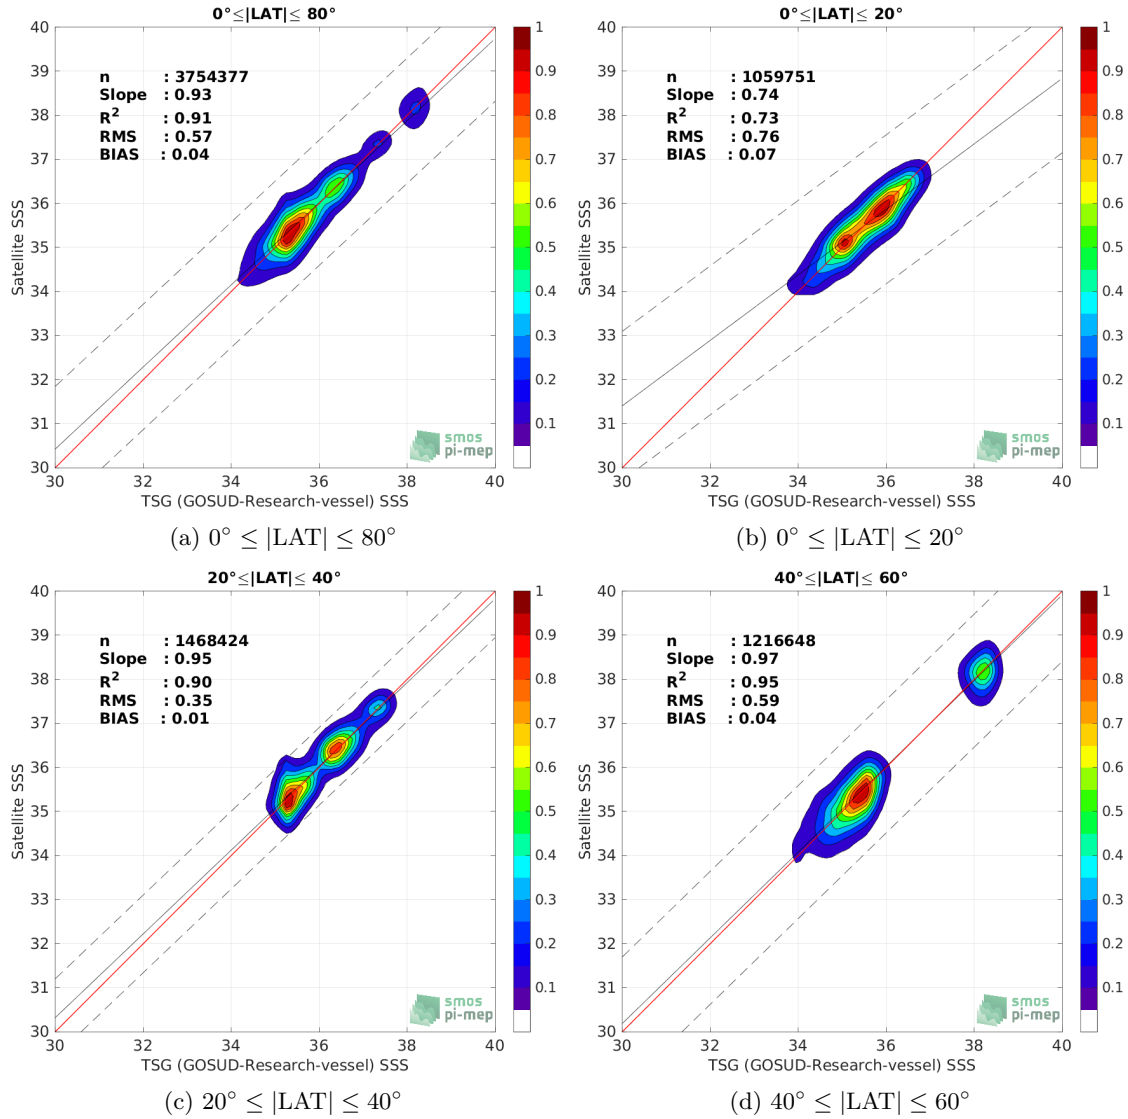 0°≤|LAT|≤ 80°
40
39
38
37
36
35
34
33
32
31
30
Satellite SSS
n : 3754377
Slope : 0.93
R² : 0.91
RMS : 0.57
BIAS : 0.04
smos
pi-mep
30 32 34 36 38 40
TSG (GOSUD-Research-vessel) SSS
1
0.9
0.8
0.7
0.6
0.5
0.4
0.3
0.2
0.1
(a) 0° ≤ |LAT| ≤ 80°
0°≤|LAT|≤ 20°
40
39
38
37
36
35
34
33
32
31
30
Satellite SSS
n : 1059751
Slope : 0.74
R² : 0.73
RMS : 0.76
BIAS : 0.07
smos
pi-mep
30 32 34 36 38 40
TSG (GOSUD-Research-vessel) SSS
1
0.9
0.8
0.7
0.6
0.5
0.4
0.3
0.2
0.1
(b) 0° ≤ |LAT| ≤ 20°
20°≤|LAT|≤ 40°
40
39
38
37
36
35
34
33
32
31
30
Satellite SSS
n : 1468424
Slope : 0.95
R² : 0.90
RMS : 0.35
BIAS : 0.01
smos
pi-mep
30 32 34 36 38 40
TSG (GOSUD-Research-vessel) SSS
1
0.9
0.8
0.7
0.6
0.5
0.4
0.3
0.2
0.1
(c) 20° ≤ |LAT| ≤ 40°
40°≤|LAT|≤ 60°
40
39
38
37
36
35
34
33
32
31
30
Satellite SSS
n : 1216648
Slope : 0.97
R² : 0.95
RMS : 0.59
BIAS : 0.04
smos
pi-mep
30 32 34 36 38 40
TSG (GOSUD-Research-vessel) SSS
1
0.9
0.8
0.7
0.6
0.5
0.4
0.3
0.2
0.1
(d) 40° ≤ |LAT| ≤ 60°